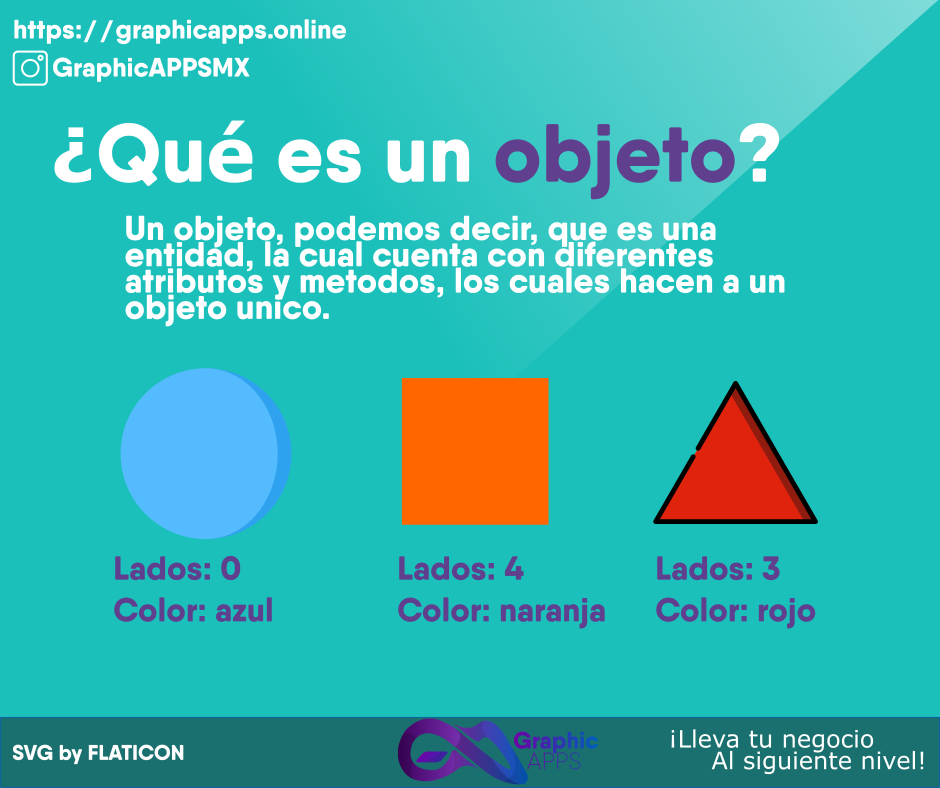 https://graphicapps.online
GraphicAPPSMX
¿Qué es un objeto?
Un objeto, podemos decir, que es una
entidad, la cual cuenta con diferentes
atributos y metodos, los cuales hacen a un
objeto unico.
Lados: 0
Color: azul
Lados: 4
Color: naranja
Lados: 3
Color: rojo
SVG by FLATICON
Graphic
APPS
¡Lleva tu negocio
Al siguiente nivel!